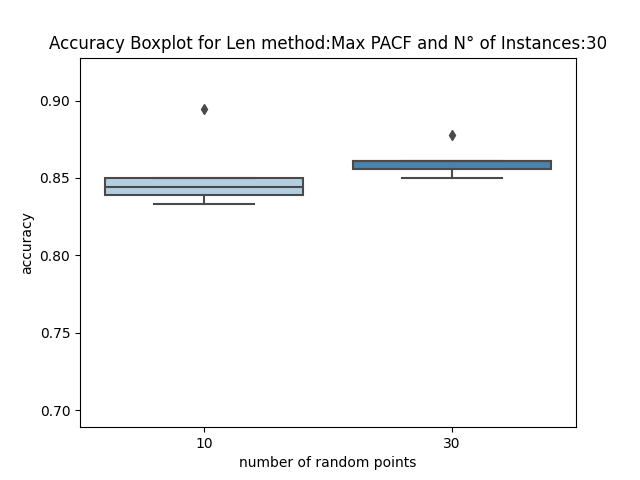 Accuracy Boxplot for Len method:Max PACF and N° of Instances:30
accuracy
0.90
0.85
0.80
0.75
0.70
10
30
number of random points